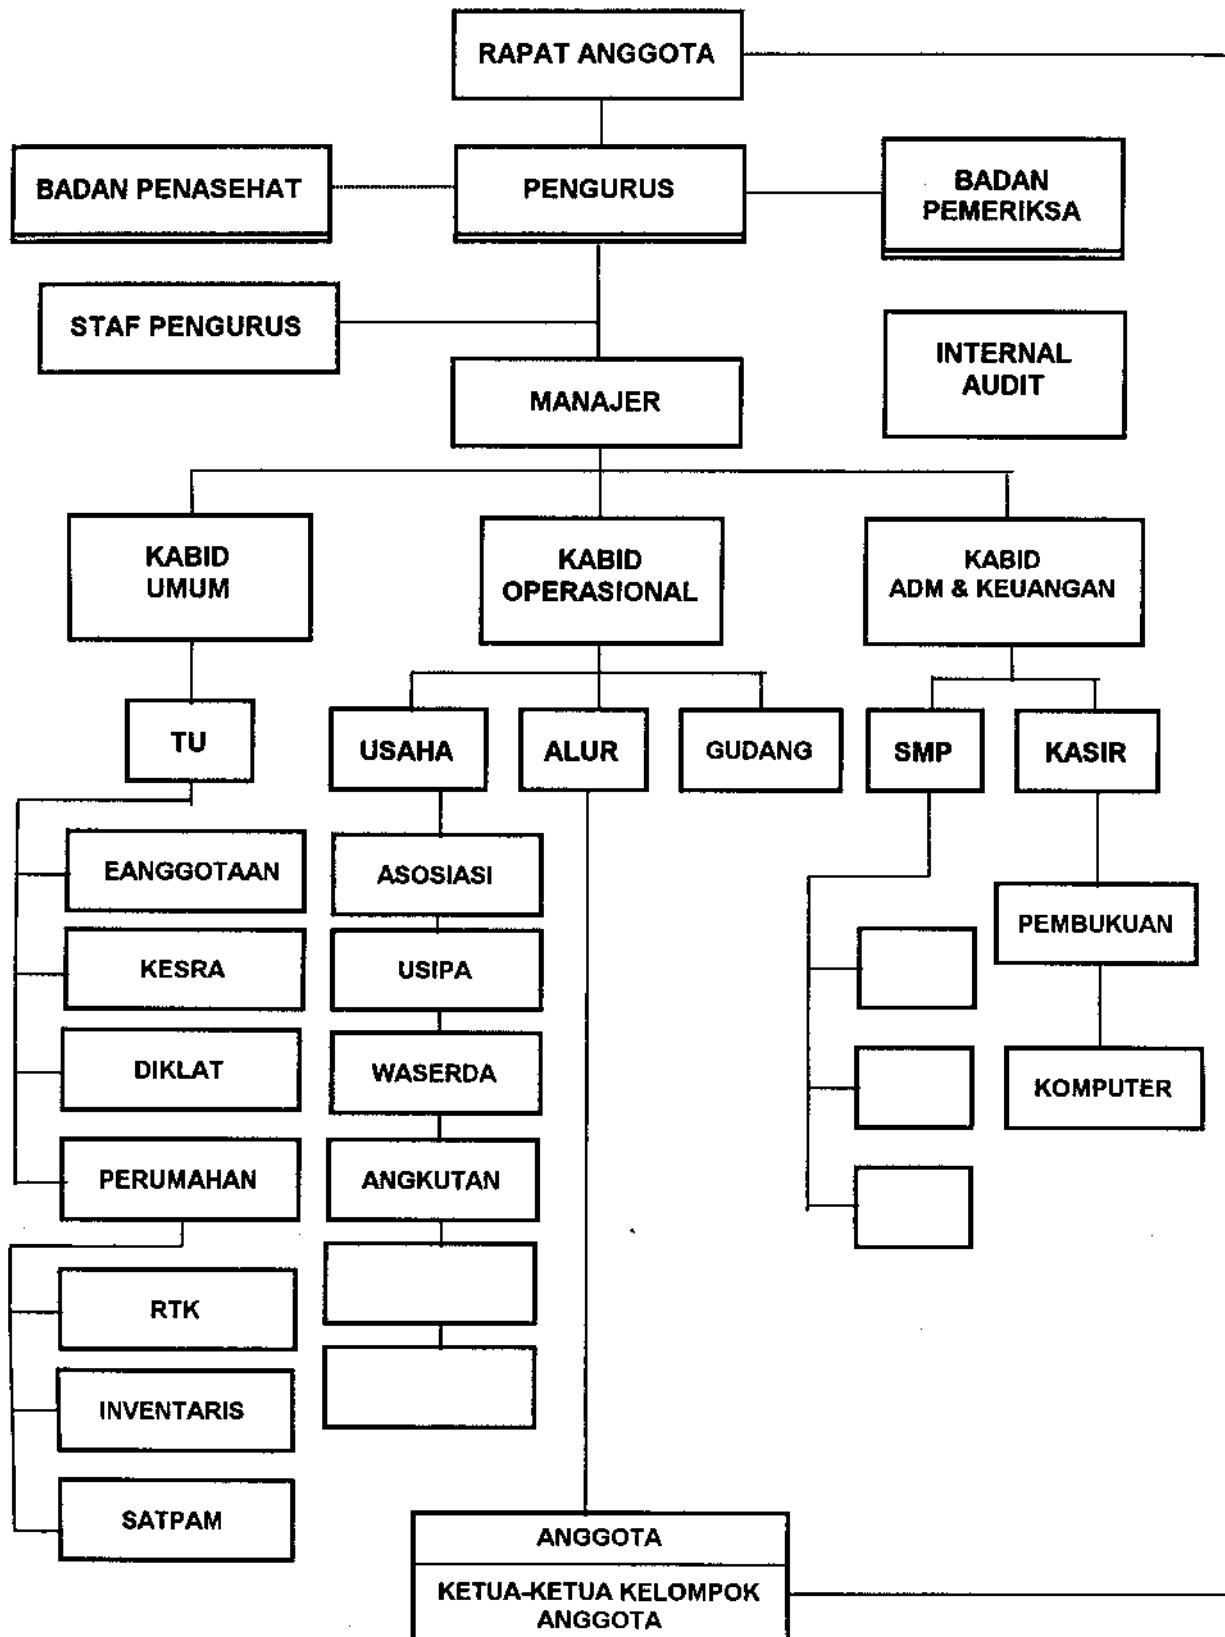 RAPAT ANGGOTA
BADAN PENASEHAT
PENGURUS
BADAN
PEMERIKSA
STAF PENGURUS
INTERNAL
AUDIT
MANAJER
KABID
UMUM
KABID
OPERASIONAL
KABID
ADM & KEUANGAN
TU
USAHA
ALUR
GUDANG
SMP
KASIR
EANGGOTAAN
KESRA
DIKLAT
PERUMAHAN
RTK
INVENTARIS
SATPAM
ASOSIASI
USIPA
WASERDA
ANGKUTAN
PEMBUKUAN
KOMPUTER
ANGGOTA
KETUA-KETUA KELOMPOK
ANGGOTA